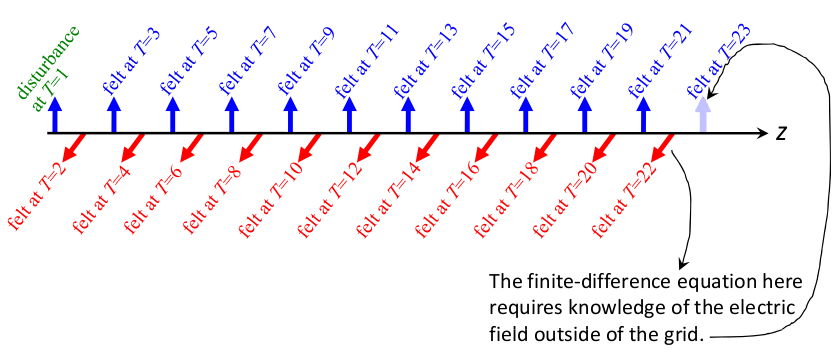 disturbance
at T=1
felt at T=3
felt at T=5
felt at T=7
felt at T=9
felt at T=11
felt at T=13
felt at T=15
felt at T=17
felt at T=19
felt at T=21
felt at T=23
z
felt at T=2
felt at T=4
felt at T=6
felt at T=8
felt at T=10
felt at T=12
felt at T=14
felt at T=16
felt at T=18
felt at T=20
felt at T=22
The finite-difference equation here
requires knowledge of the electric
field outside of the grid.